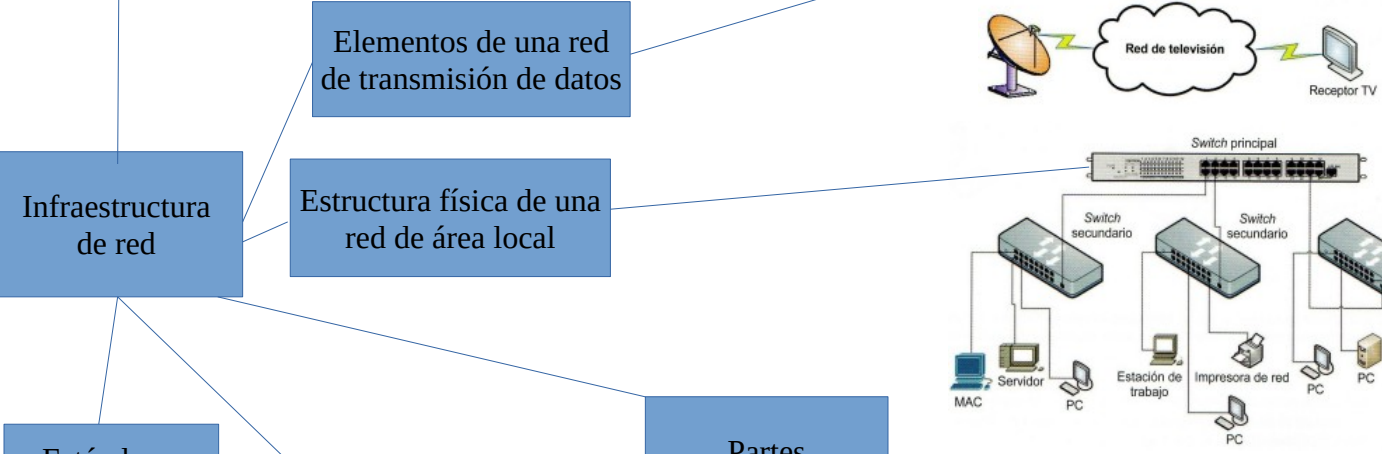 Elementos de una red
de transmisión de datos
Red de televisión
Receptor TV
Infraestructura
de red
Estructura física de una
red de área local
Switch principal
Switch
secundario
Switch
secundario
MAC
Servidor
PC
Estación de
trabajo
Impresora de red
PC
PC
PC
Partes